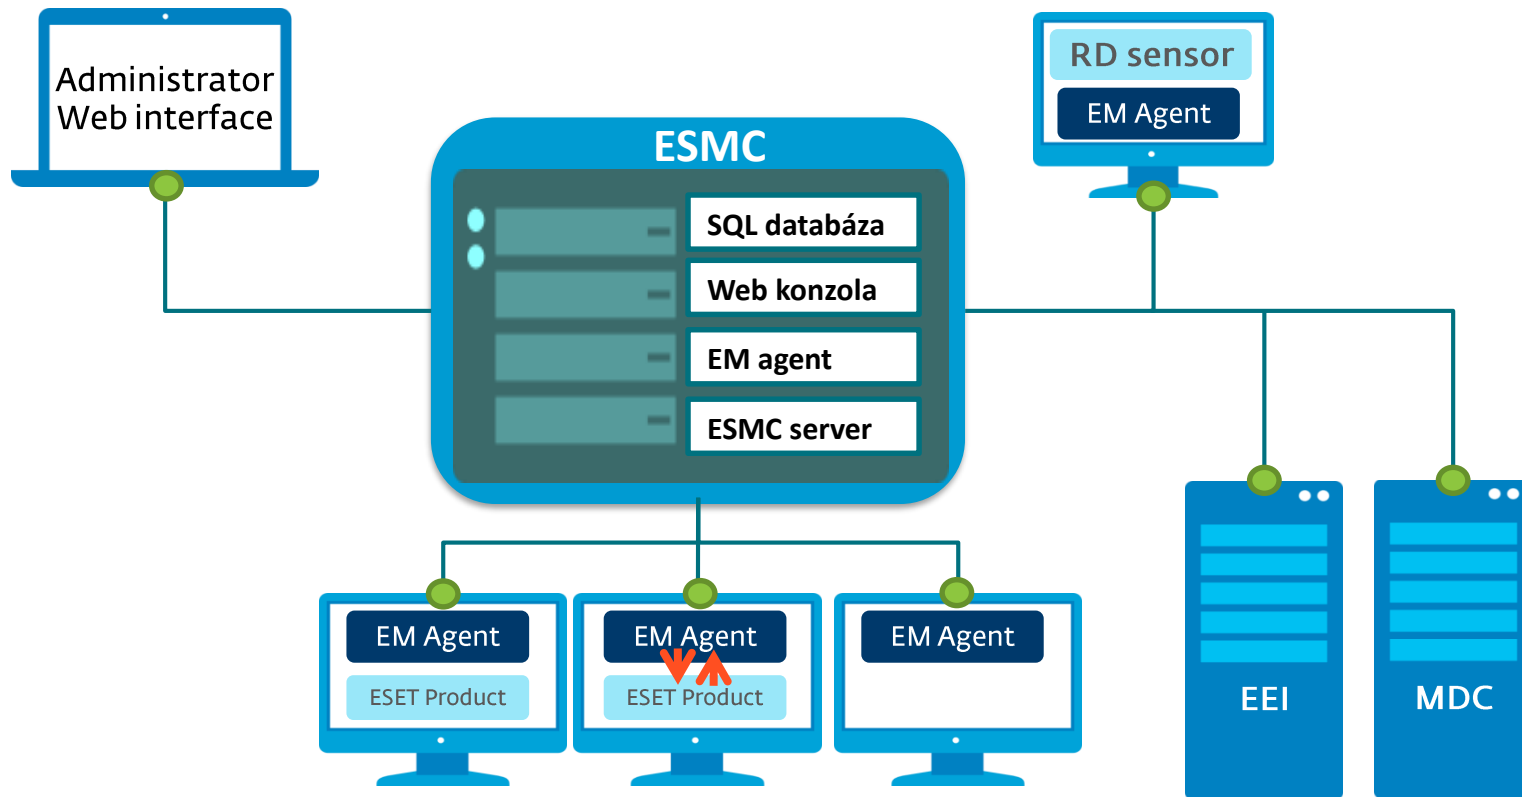 Administrator
Web interface
ESMC
SQL databáza
Web konzola
EM agent
ESMC server
RD sensor
EM Agent
EM Agent
ESET Product
EM Agent
ESET Product
EM Agent
EEI
MDC